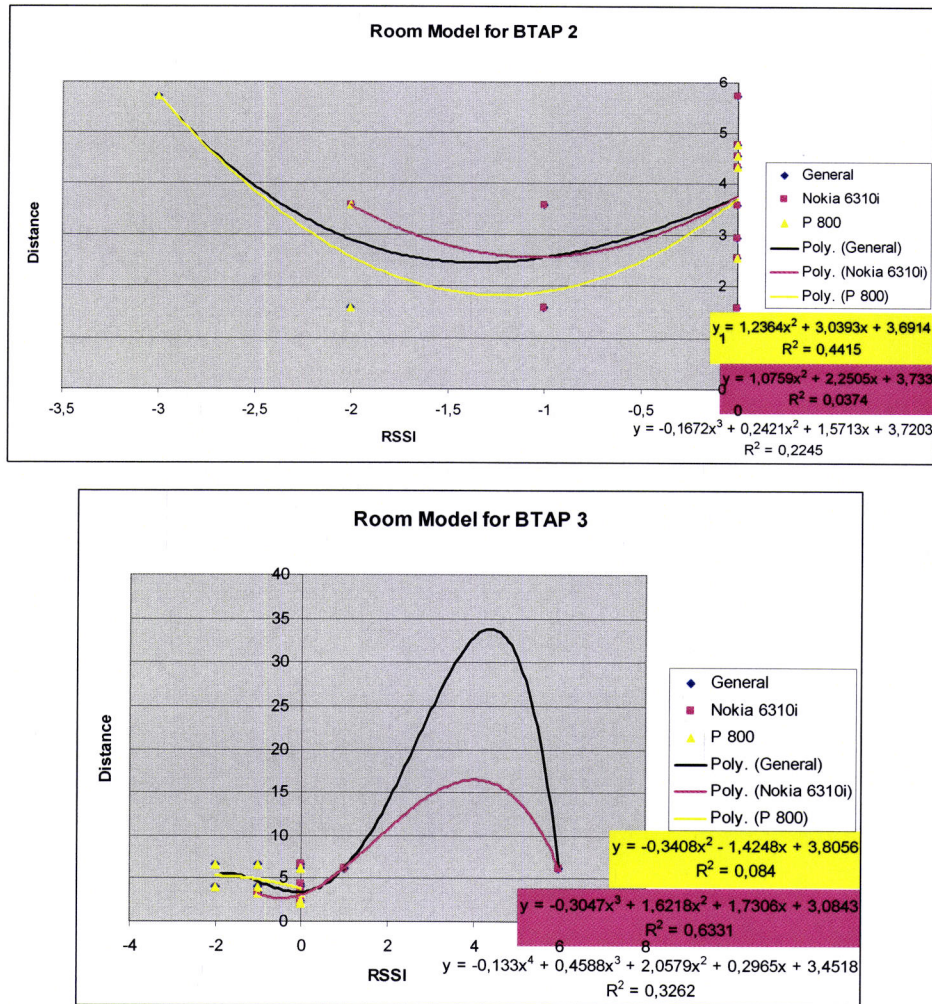 Room Model for BTAP 2
6
5
4
3
2
1
0
Distance
-3,5
-3
-2,5
-2
-1,5
-1
-0,5
0
RSSI
General
Nokia 6310i
P 800
Poly. (General)
Poly. (Nokia 6310i)
Poly. (P 800)
y = 1,2364x² + 3,0393x + 3,6914
R² = 0,4415
y = 1,0759x² + 2,2505x + 3,733
R² = 0,0374
y = -0,1672x³ + 0,2421x² + 1,5713x + 3,7203
R² = 0,2245
Room Model for BTAP 3
40
35
30
25
20
15
10
5
0
Distance
-4
-2
0
2
4
6
8
RSSI
General
Nokia 6310i
P 800
Poly. (General)
Poly. (Nokia 6310i)
Poly. (P 800)
y = -0,3408x² - 1,4248x + 3,8056
R² = 0,084
y = -0,3047x³ + 1,6218x² + 1,7306x + 3,0843
R² = 0,6331
y = -0,133x⁴ + 0,4588x³ + 2,0579x² + 0,2965x + 3,4518
R² = 0,3262